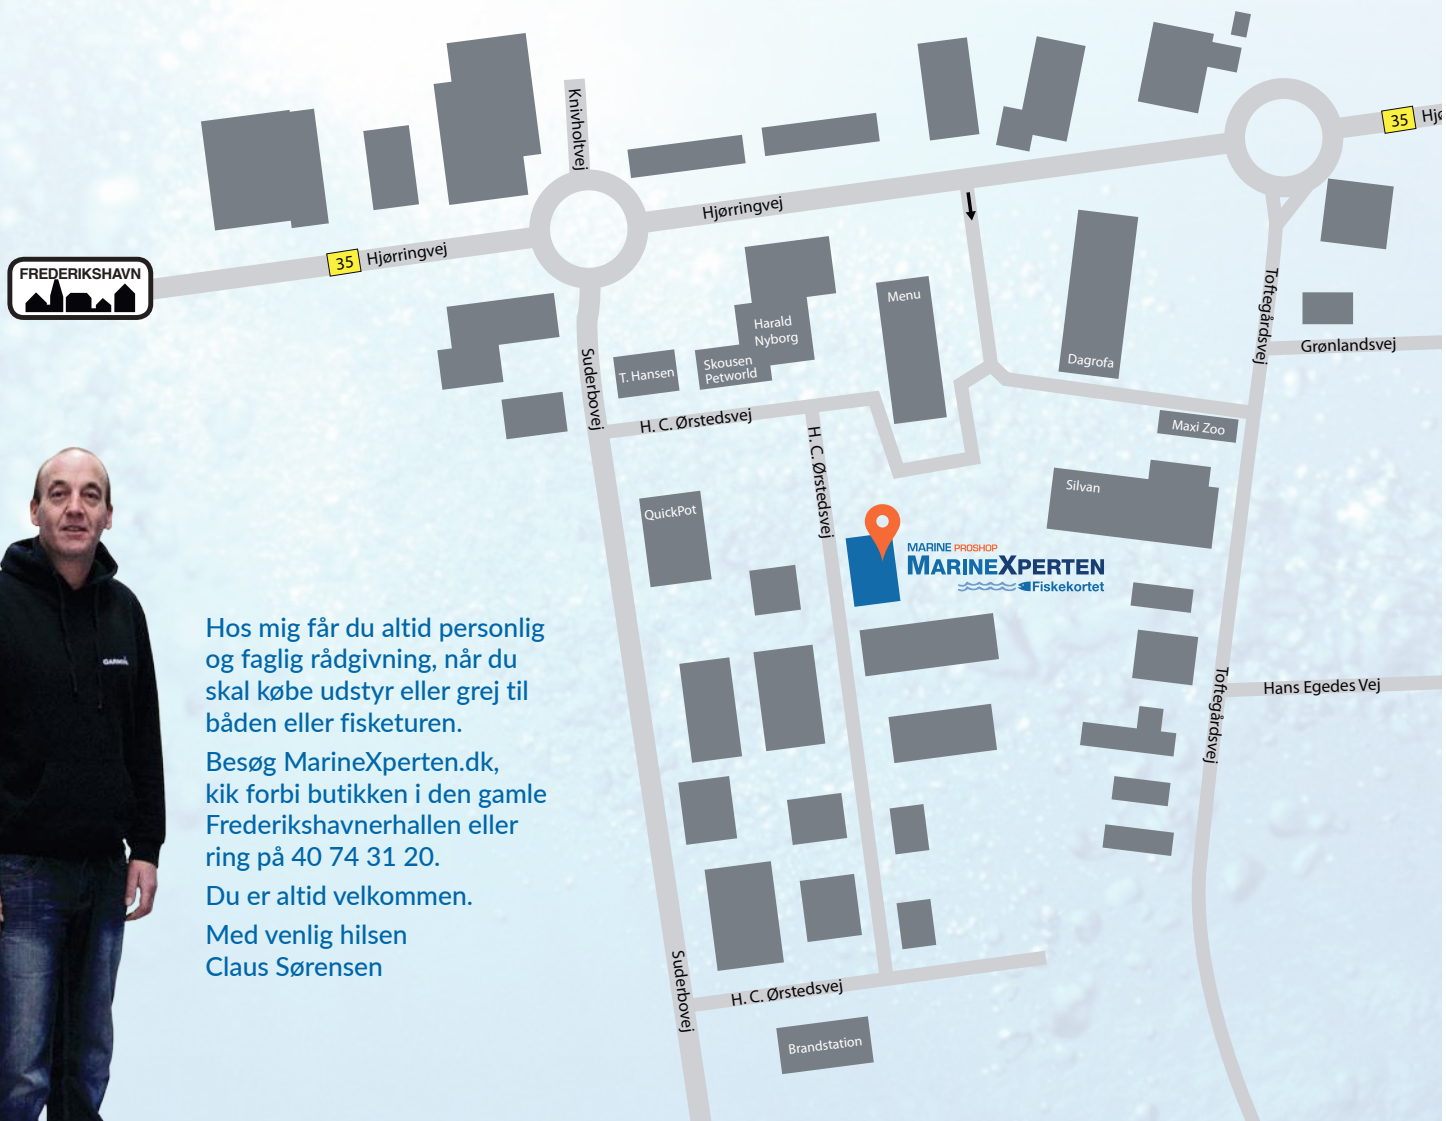 Knivholtvej
35
Hjø
Hjørringvej
35 Hjørringvej
FREDERIKSHAVN
Toftegårdsvej
Menu
Harald
Nyborg
Grønlandsvej
Suderbovej
T. Hansen
Skousen
Petworld
Dagrofa
H. C. Ørstedsvej
Maxi Zoo
H. C. Ørstedsvej
Silvan
QuickPot
MARINE PROSHOP
MARINEXPERTEN
Fiskekortet
GARMIN
Hos mig får du altid personlig
og faglig rådgivning, når du
skal købe udstyr eller grej til
båden eller fisketuren.
Besøg MarineXperten.dk,
kik forbi butikken i den gamle
Frederikshavnerhallen eller
ring på 40 74 31 20.
Du er altid velkommen.
Med venlig hilsen
Claus Sørensen
Toftegårdsvej
Hans Egedes Vej
Suderbovej
H. C. Ørstedsvej
Brandstation